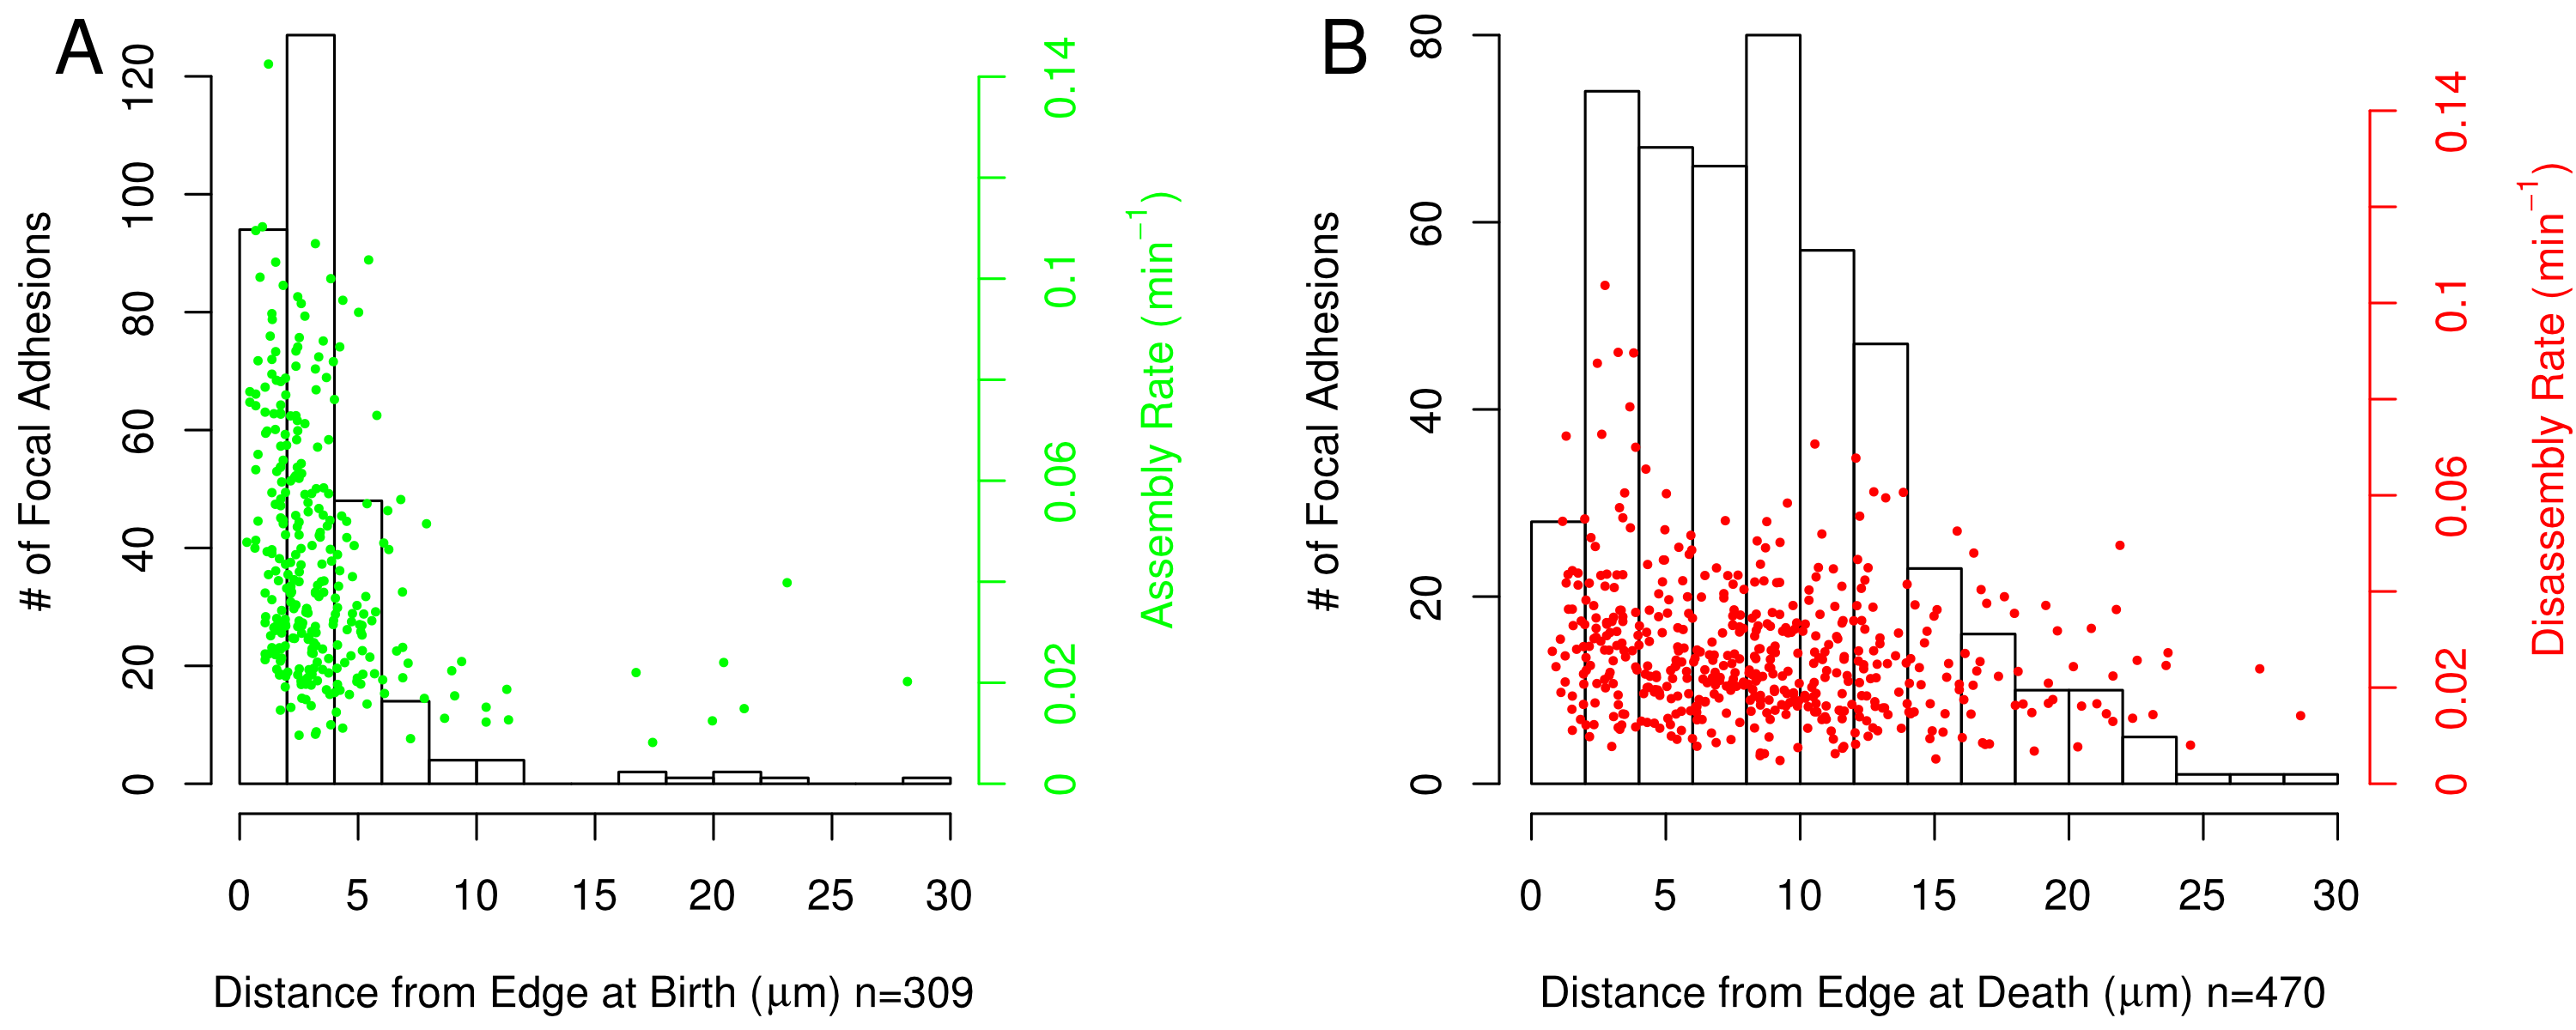 A
# of Focal Adhesions
0 20 40 60 80 100 120
0 0.02 0.06 0.1 0.14
Assembly Rate (min⁻¹)
0 5 10 15 20 25 30
Distance from Edge at Birth (μm) n=309
B
# of Focal Adhesions
0 20 40 60 80
0 0.02 0.06 0.1 0.14
Disassembly Rate (min⁻¹)
0 5 10 15 20 25 30
Distance from Edge at Death (μm) n=470